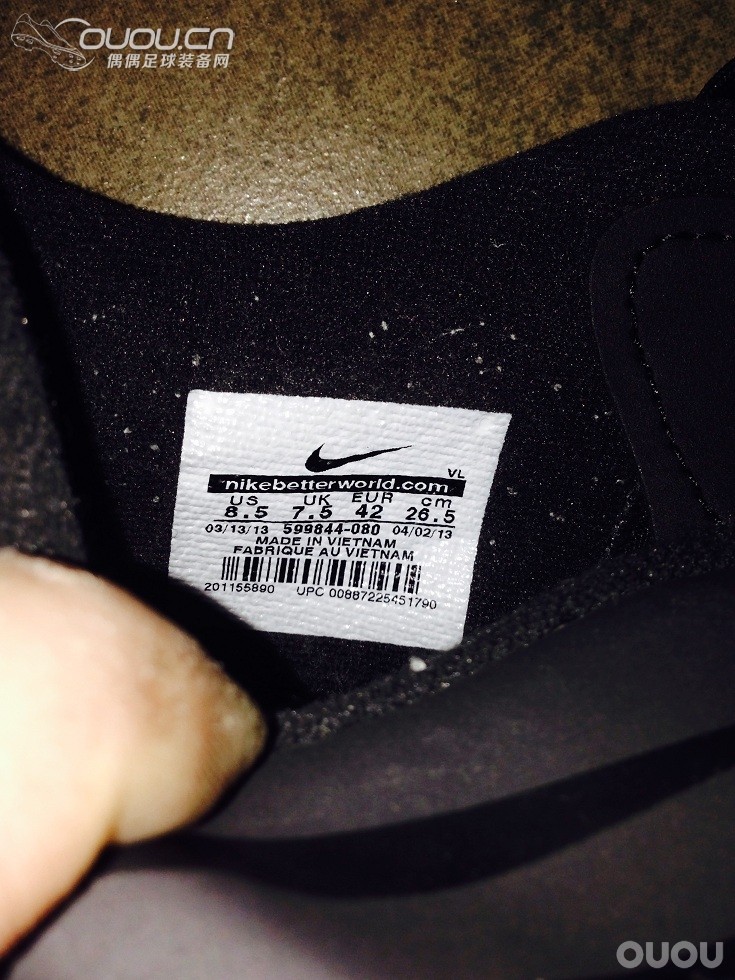 OUOU.CN
偶偶足球装备网
VL
nikebetterworld.com
US UK EUR cm
8.5 7.5 42 26.5
03/13/13 599844-080 04/02/13
MADE IN VIETNAM
FABRIQUE AU VIETNAM
201155890 UPC 00887225451790
OUOU